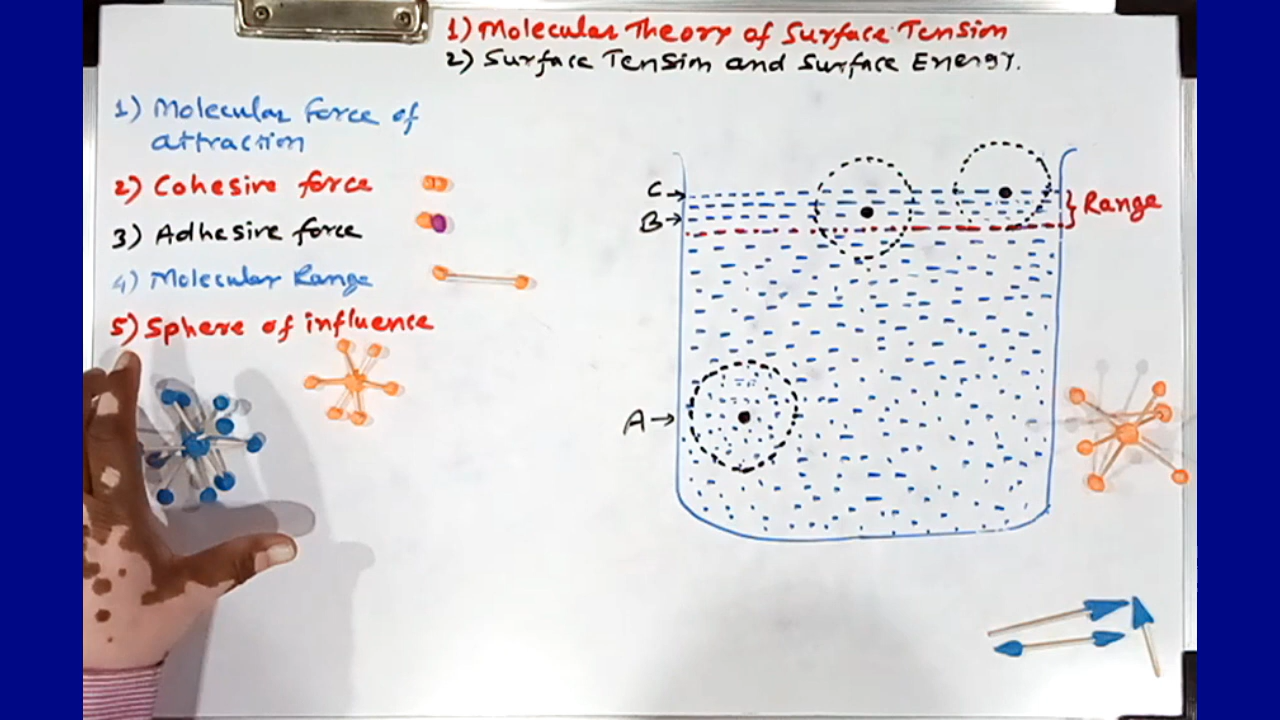 1) Molecular Theory of Surface Tension
2) Surface Tension and Surface Energy.
1) Molecular force of
attraction
2) Cohesive force
3) Adhesive force
4) Molecular Range
5) Sphere of influence
C
B
} Range
A